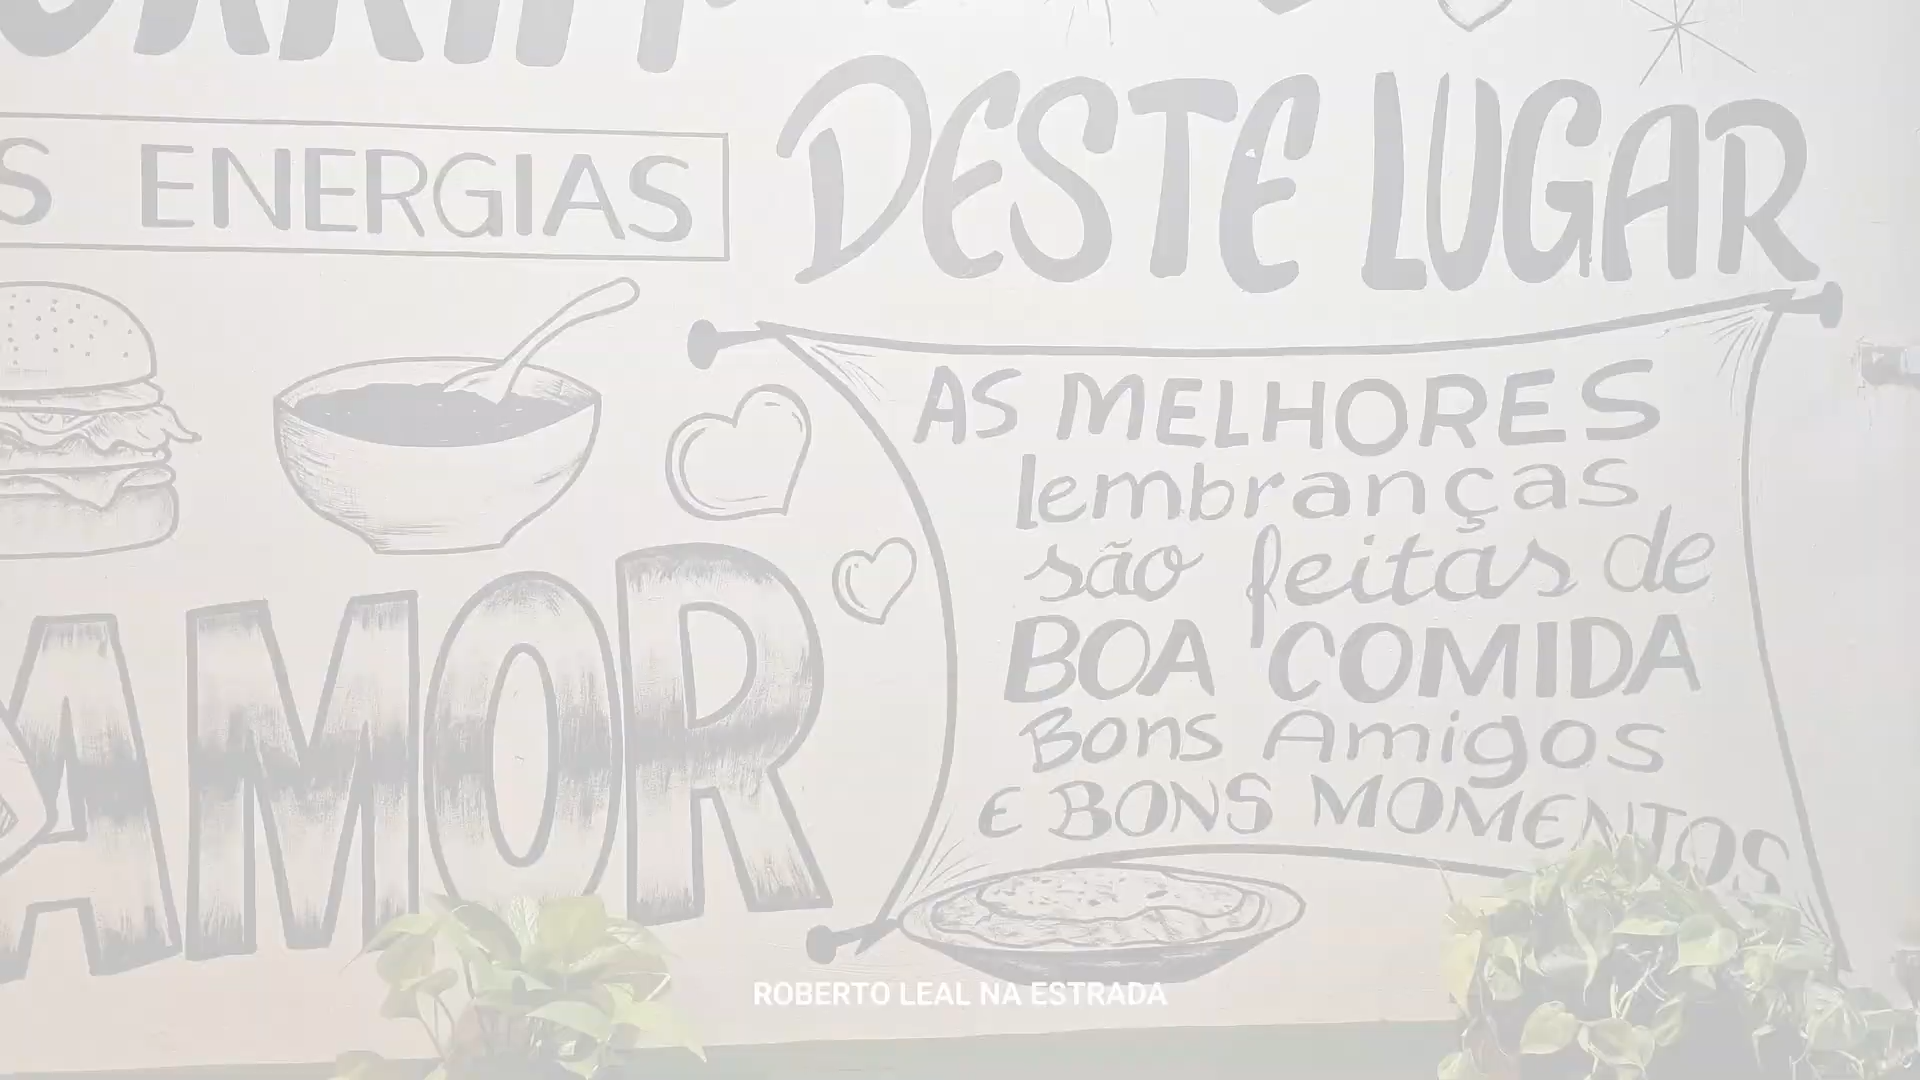 S ENERGIAS
DESTE LUGAR
AMOR
AS MELHORES
lembranças
são feitas de
BOA COMIDA
Bons Amigos
E BONS MOMENTOS
ROBERTO LEAL NA ESTRADA